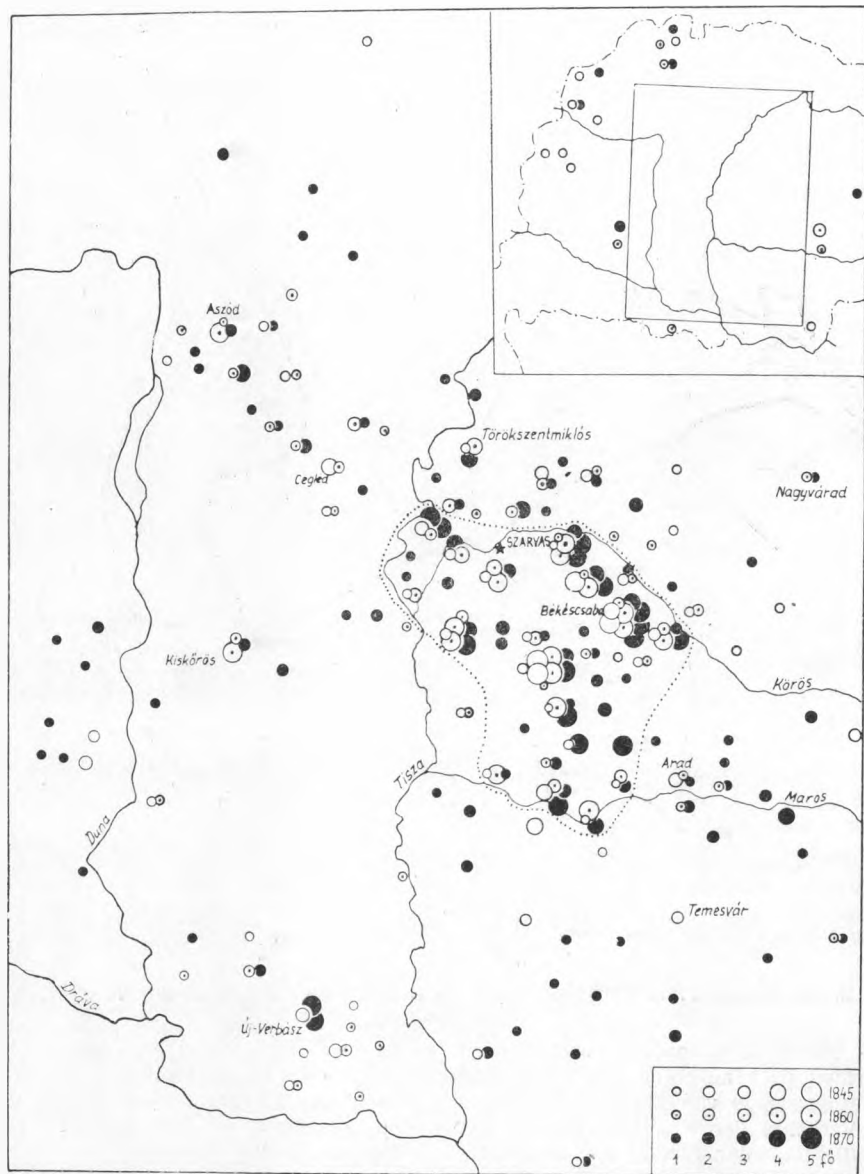 Aszód
Törökszentmiklós
Cegléd
Nagyvárad
SZARVAS
Békéscsaba
Kiskőrös
Körös
Tisza
Arad
Maros
Duna
Temesvár
Dráva
Új-Verbász
1845
1860
1870
1 2 3 4 5 fő